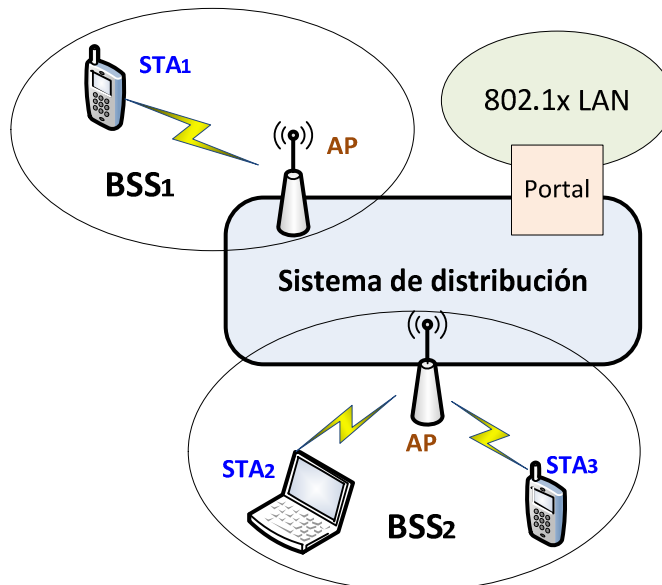 STA1
802.1x LAN
AP
BSS1
Portal
Sistema de distribución
AP
STA2
STA3
BSS2